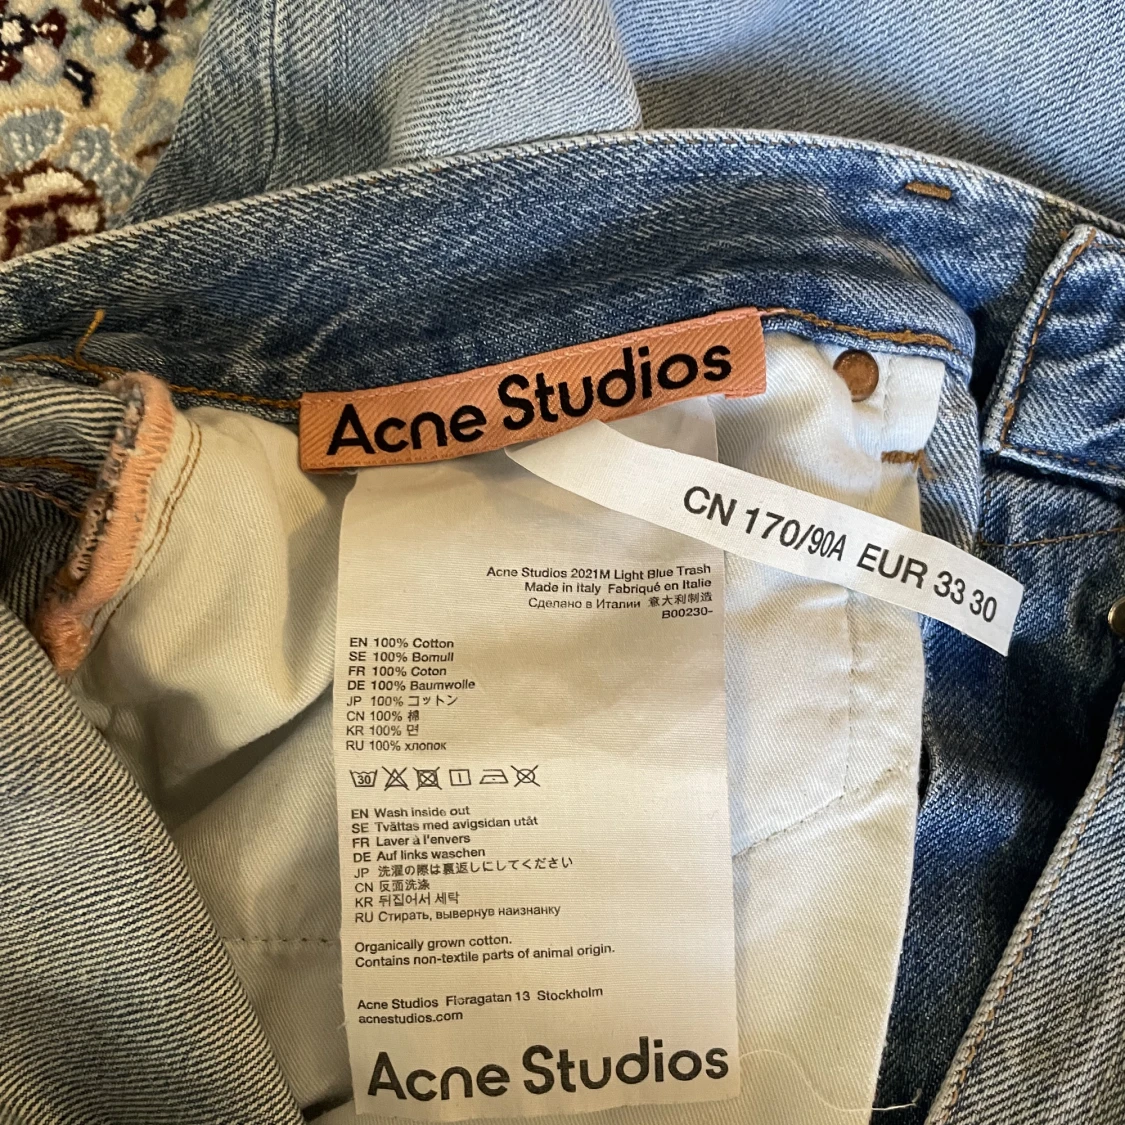 Acne Studios
CN 170/90A EUR 33 30
Acne Studios 2021M Light Blue Trash
Made in Italy Fabriqué en Italie
Сделано в Италии 意大利制造
B00230-
EN 100% Cotton
SE 100% Bomull
FR 100% Coton
DE 100% Baumwolle
JP 100% コットン
CN 100% 棉
KR 100% 면
RU 100% хлопок
30
EN Wash inside out
SE Tvättas med avigsidan utåt
FR Laver à l'envers
DE Auf links waschen
JP 洗濯の際は裏返しにしてください
CN 反面洗涤
KR 뒤집어서 세탁
RU Стирать, вывернув наизнанку
Organically grown cotton.
Contains non-textile parts of animal origin.
Acne Studios Floragatan 13 Stockholm
acnestudios.com
Acne Studios